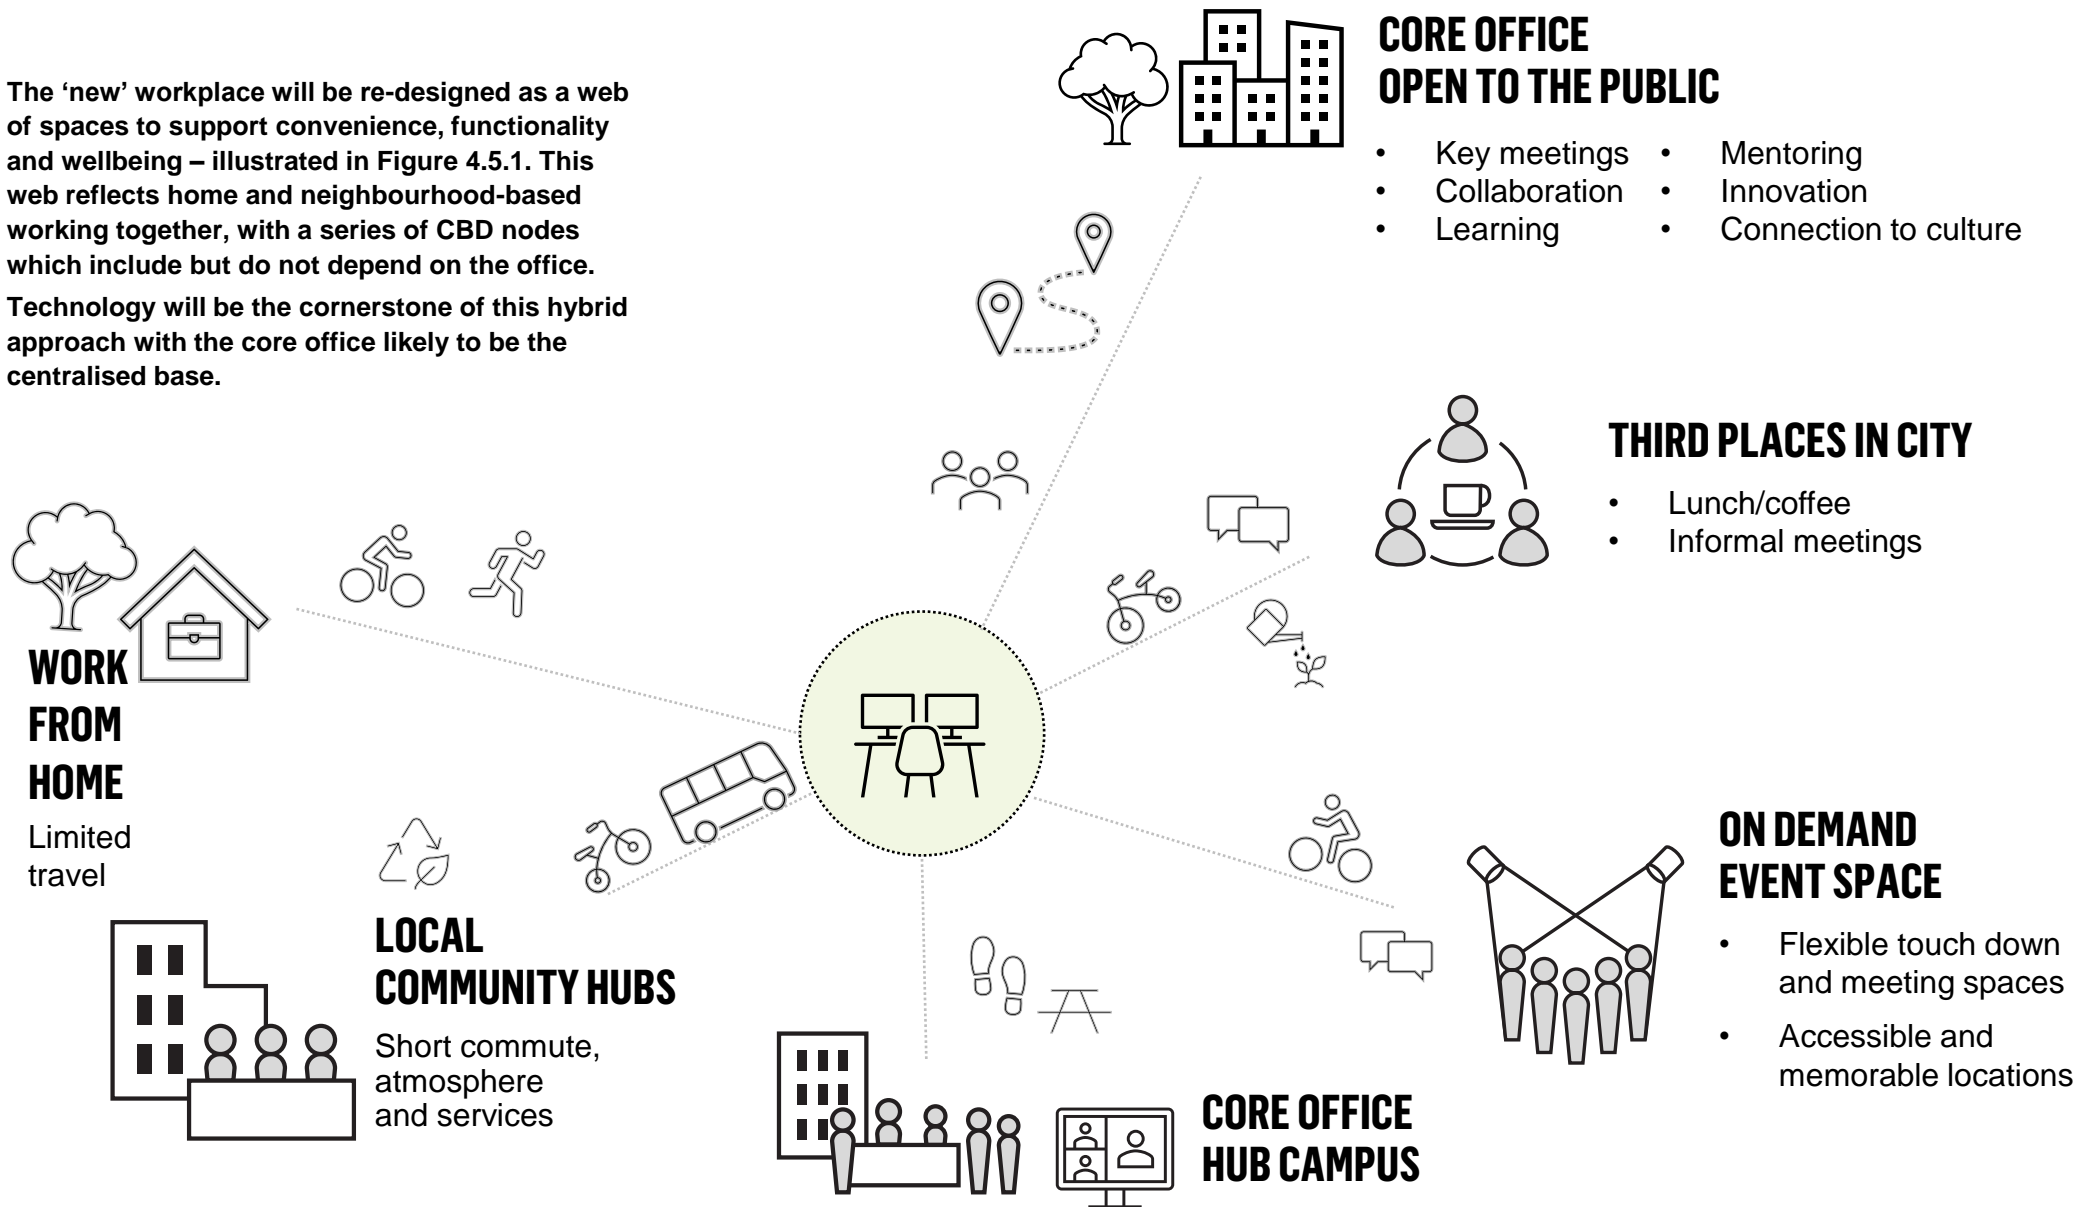 The ‘new’ workplace will be re-designed as a web
of spaces to support convenience, functionality
and wellbeing – illustrated in Figure 4.5.1. This
web reflects home and neighbourhood-based
working together, with a series of CBD nodes
which include but do not depend on the office.
Technology will be the cornerstone of this hybrid
approach with the core office likely to be the
centralised base.
CORE OFFICE
OPEN TO THE PUBLIC
• Key meetings
• Collaboration
• Learning
• Mentoring
• Innovation
• Connection to culture
THIRD PLACES IN CITY
• Lunch/coffee
• Informal meetings
WORK
FROM
HOME
Limited
travel
LOCAL
COMMUNITY HUBS
Short commute,
atmosphere
and services
CORE OFFICE
HUB CAMPUS
ON DEMAND
EVENT SPACE
• Flexible touch down
and meeting spaces
• Accessible and
memorable locations